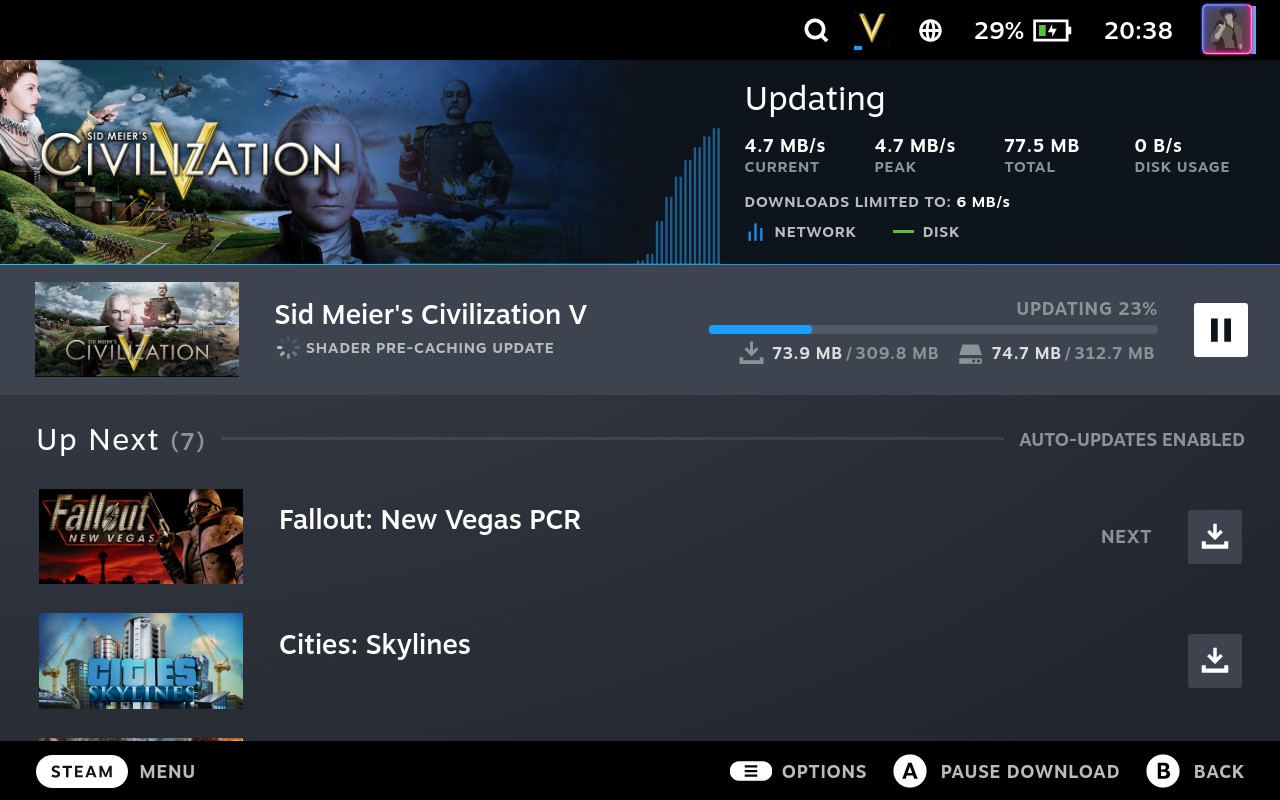 29% 20:38
SID MEIER'S
CIVILIZATION V
Updating
4.7 MB/s 4.7 MB/s 77.5 MB 0 B/s
CURRENT PEAK TOTAL DISK USAGE
DOWNLOADS LIMITED TO: 6 MB/s
NETWORK DISK
SID MEIER'S
CIVILIZATION V
Sid Meier's Civilization V
SHADER PRE-CACHING UPDATE
UPDATING 23%
73.9 MB / 309.8 MB 74.7 MB / 312.7 MB
Up Next (7) AUTO-UPDATES ENABLED
Fallout
NEW VEGAS
Fallout: New Vegas PCR
NEXT
CITIES
SKYLINES
Cities: Skylines
STEAM MENU OPTIONS A PAUSE DOWNLOAD B BACK